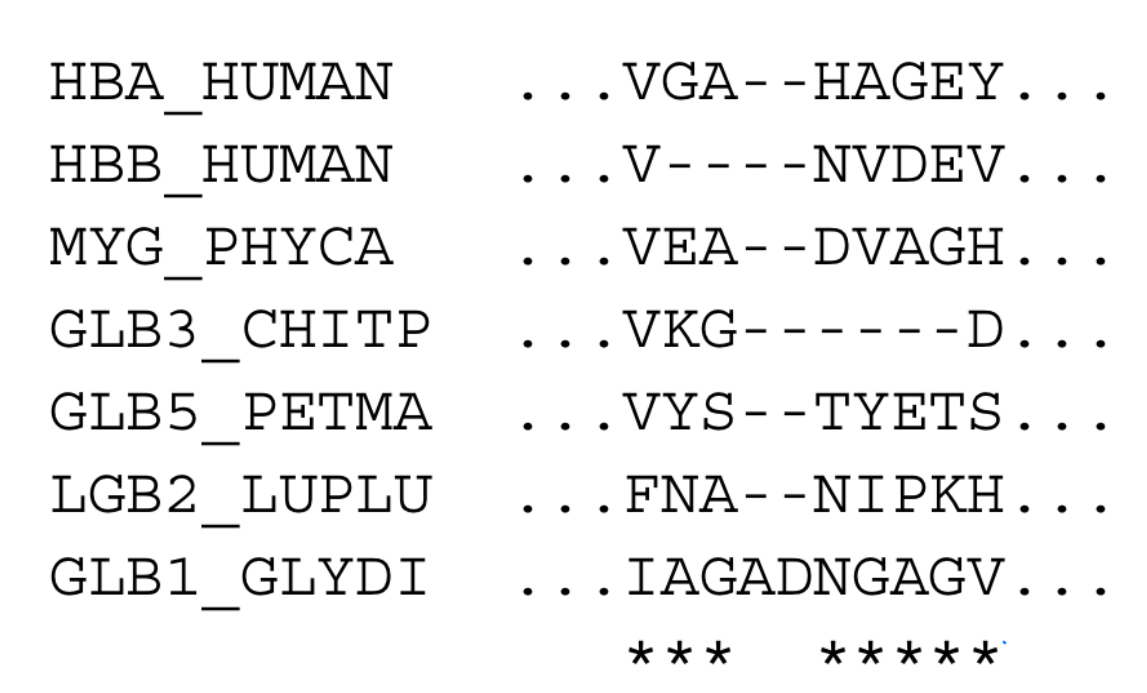 HBA_HUMAN ...VGA--HAGEY...
HBB_HUMAN ...V----NVDEV...
MYG_PHYCA ...VEA--DVAGH...
GLB3_CHITP ...VKG------D...
GLB5_PETMA ...VYS--TYETS...
LGB2_LUPLU ...FNA--NIPKH...
GLB1_GLYDI ...IAGADNGAGV...
*** *****